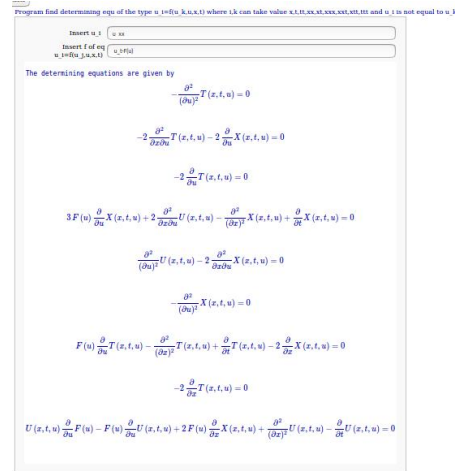 Program find determining equ of the type u_i=f(u_k,u,x,t) where i,k can take value x,t,tt,xx,xt,xxx,xxt,xtt,ttt and u_i is not equal to u_k
Insert u_i
u_xx
Insert f of eq
u_i=f(u_j,u,x,t)
u_t-F(u)
The determining equations are given by
-∂²/(∂u)² T(x,t,u) = 0
-2 ∂²/∂x∂u T(x,t,u) - 2 ∂/∂u X(x,t,u) = 0
-2 ∂/∂u T(x,t,u) = 0
3F(u) ∂/∂u X(x,t,u) + 2 ∂²/∂x∂u U(x,t,u) - ∂²/(∂x)² X(x,t,u) + ∂/∂t X(x,t,u) = 0
∂²/(∂u)² U(x,t,u) - 2 ∂²/∂x∂u X(x,t,u) = 0
-∂²/(∂u)² X(x,t,u) = 0
F(u) ∂/∂u T(x,t,u) - ∂²/(∂x)² T(x,t,u) + ∂/∂t T(x,t,u) - 2 ∂/∂x X(x,t,u) = 0
-2 ∂/∂x T(x,t,u) = 0
U(x,t,u) ∂/∂u F(u) - F(u) ∂/∂u U(x,t,u) + 2F(u) ∂/∂x X(x,t,u) + ∂²/(∂x)² U(x,t,u) - ∂/∂t U(x,t,u) = 0